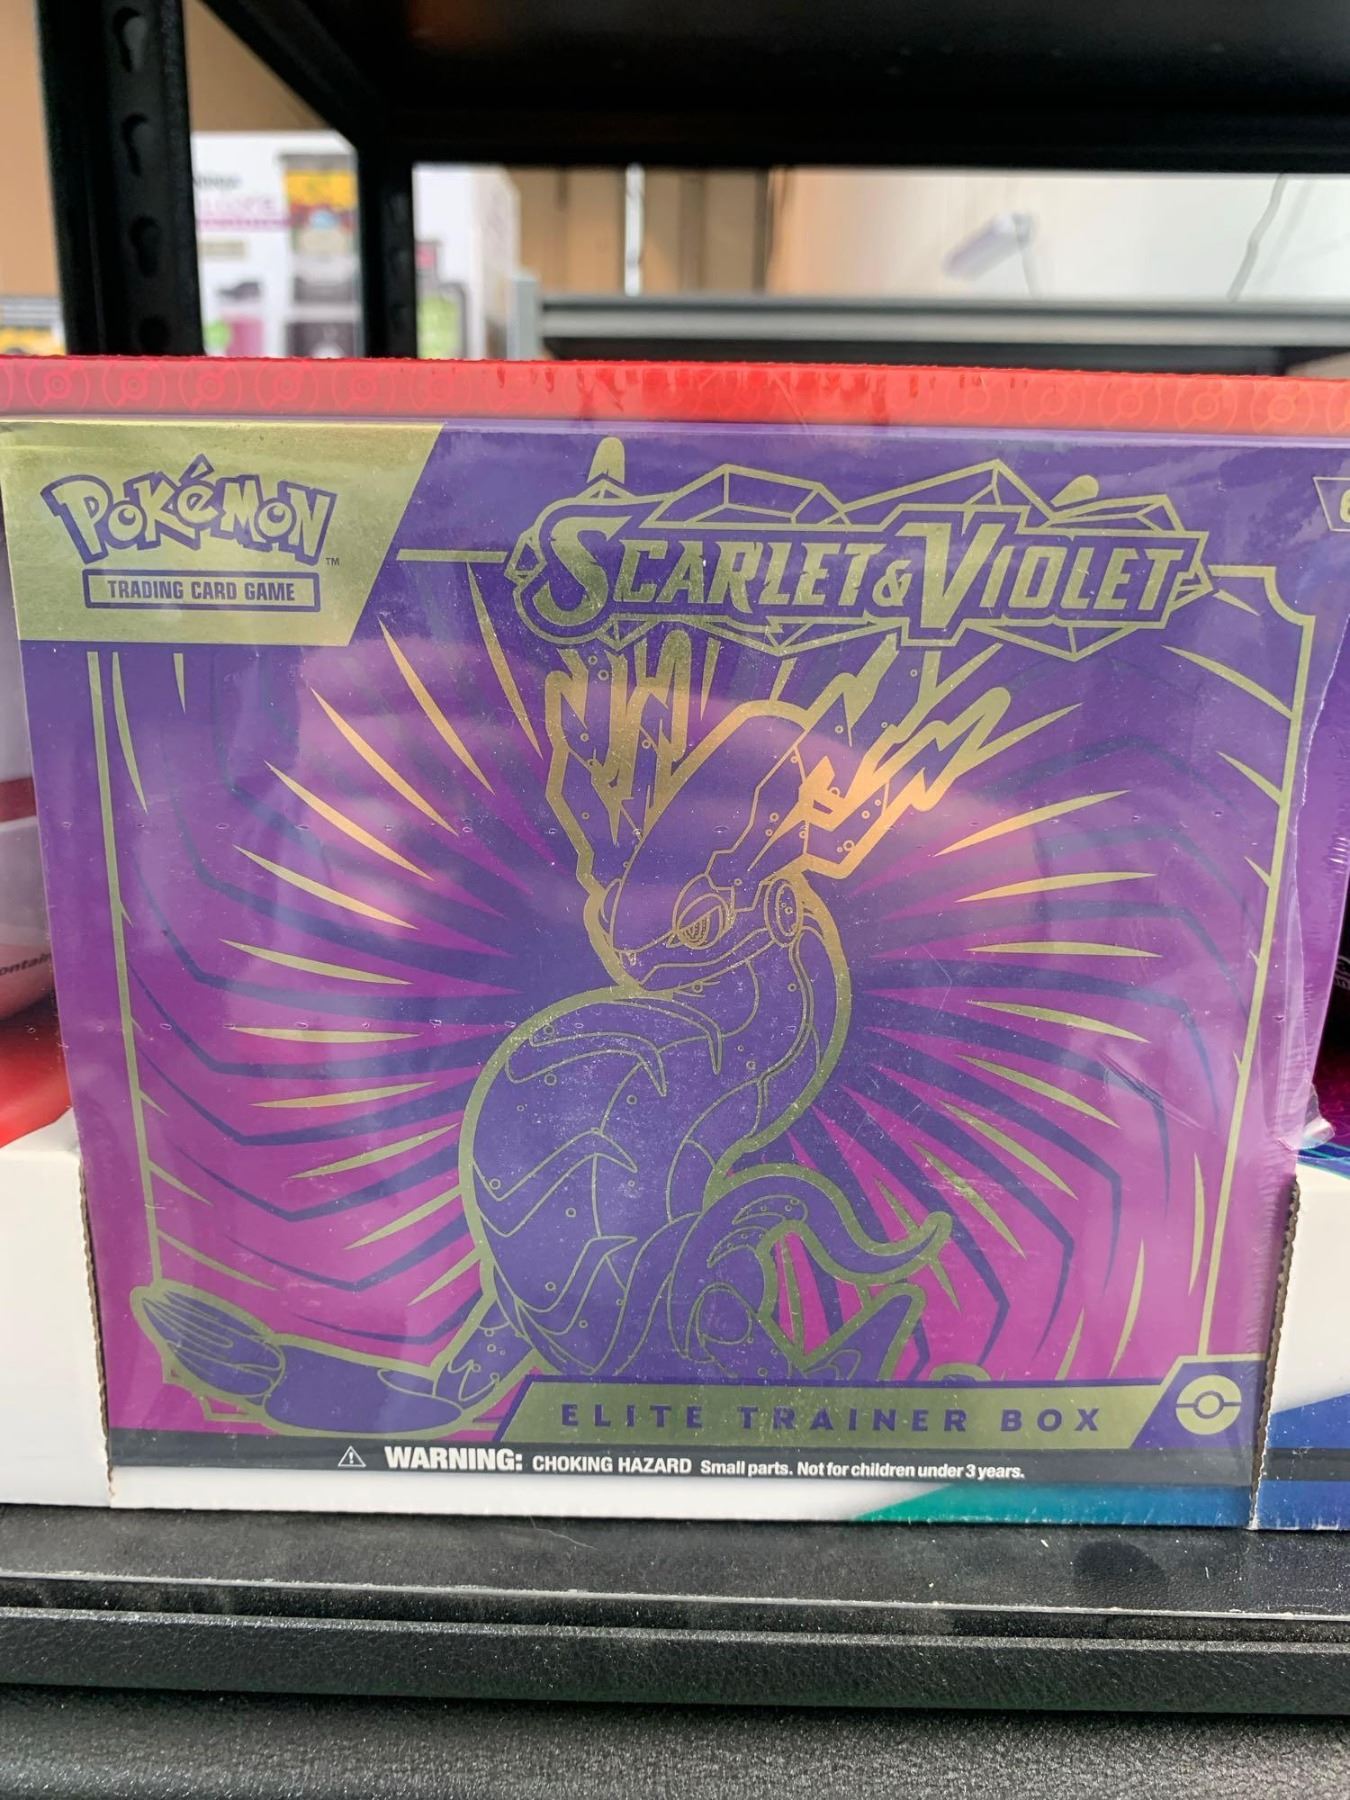 POKéMON
™
TRADING CARD GAME
SCARLET & VIOLET
ELITE TRAINER BOX
WARNING: CHOKING HAZARD Small parts. Not for children under 3 years.